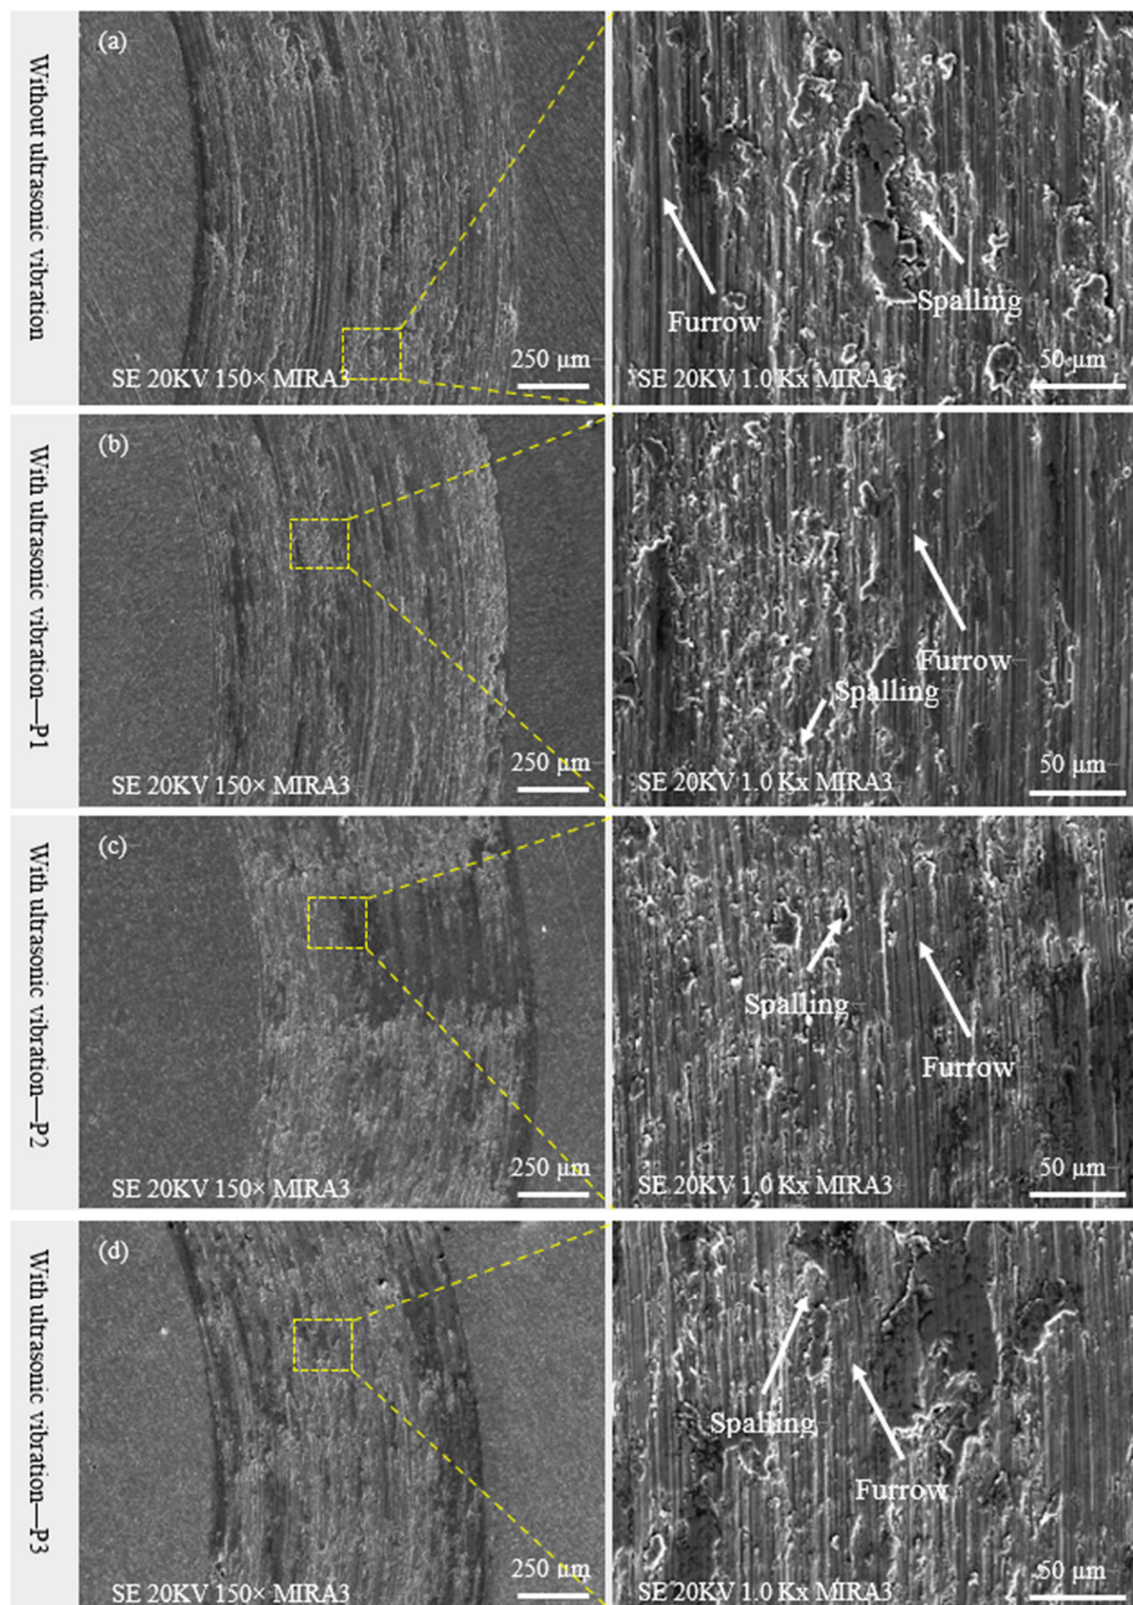 Without ultrasonic vibration
(a)
250 μm
SE 20KV 150× MIRA3
Furrow
Spalling
50 μm
SE 20KV 1.0 Kx MIRA3
With ultrasonic vibration—P1
(b)
250 μm
SE 20KV 150× MIRA3
Furrow
Spalling
50 μm
SE 20KV 1.0 Kx MIRA3
With ultrasonic vibration—P2
(c)
250 μm
SE 20KV 150× MIRA3
Spalling
Furrow
50 μm
SE 20KV 1.0 Kx MIRA3
With ultrasonic vibration—P3
(d)
250 μm
SE 20KV 150× MIRA3
Spalling
Furrow
50 μm
SE 20KV 1.0 Kx MIRA3